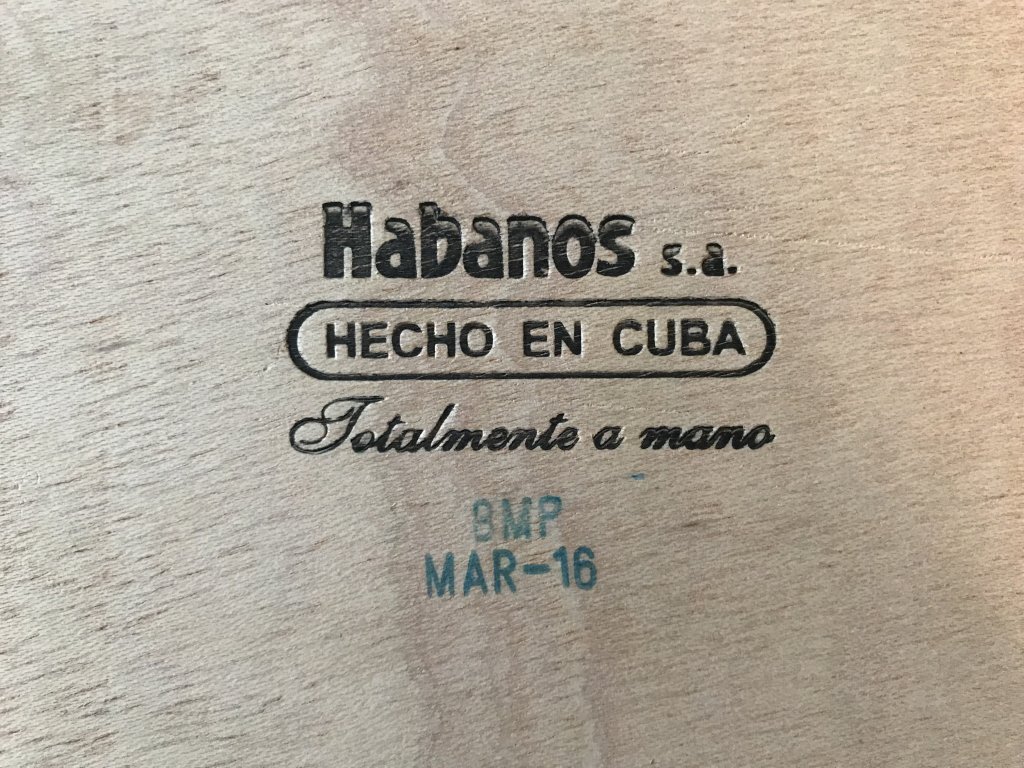 Habanos s.a.
HECHO EN CUBA
Totalmente a mano
BMP
MAR-16